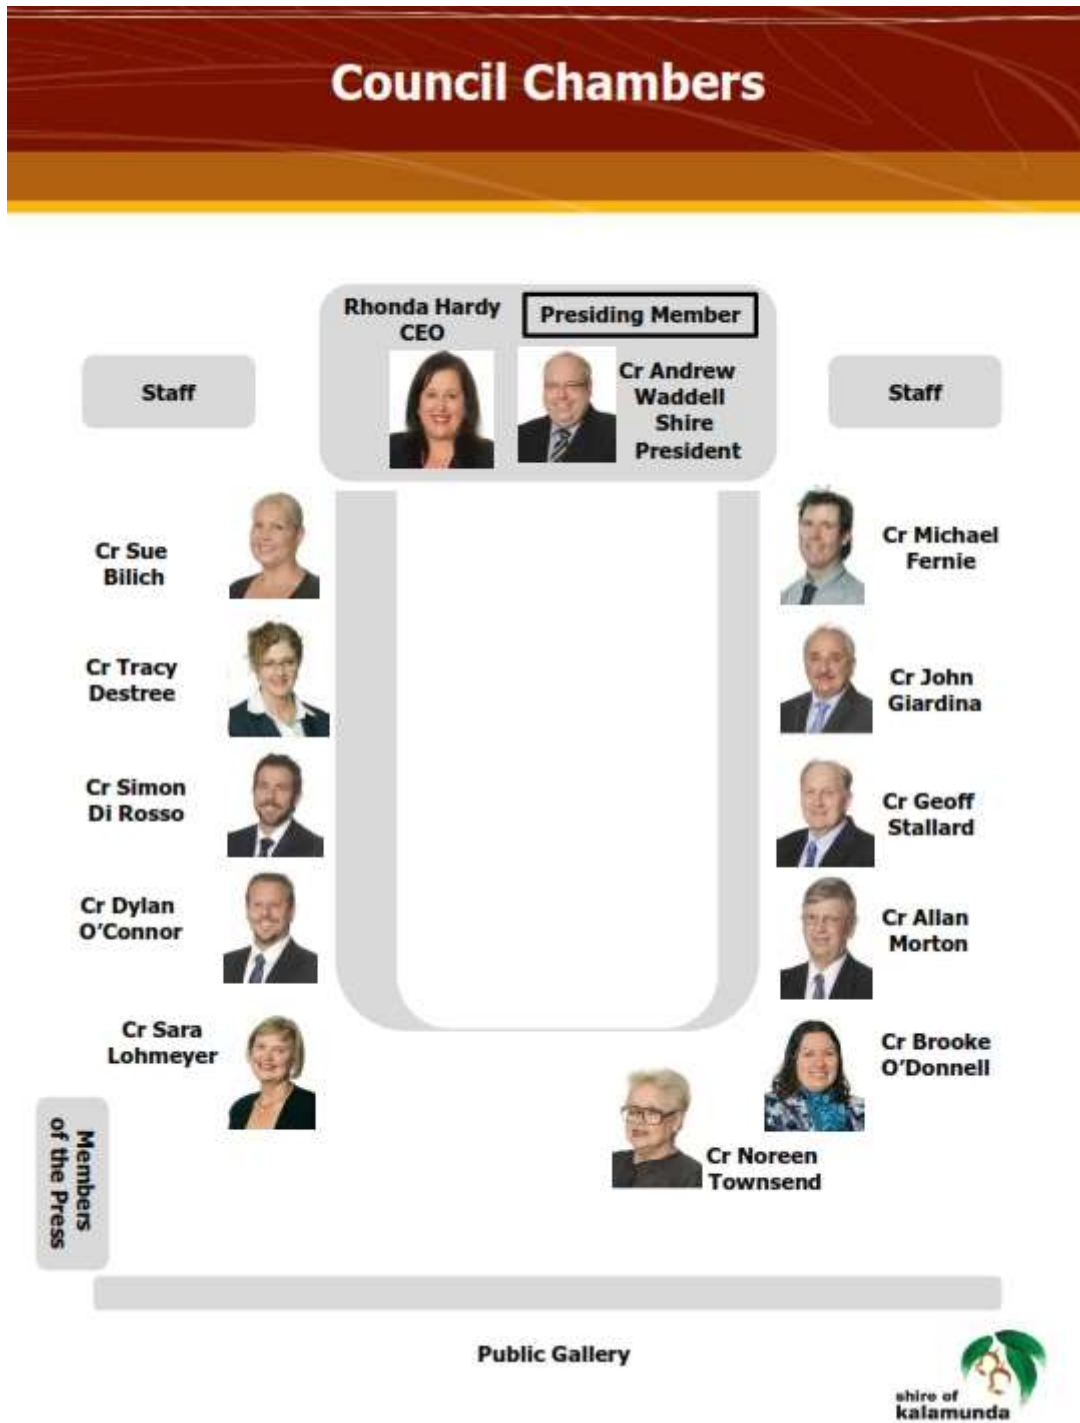 Council Chambers
Rhonda Hardy
CEO
Presiding Member
Cr Andrew
Waddell
Shire
President
Staff
Staff
Cr Sue
Bilich
Cr Michael
Fernie
Cr Tracy
Destree
Cr John
Giardina
Cr Simon
Di Rosso
Cr Geoff
Stallard
Cr Dylan
O'Connor
Cr Allan
Morton
Cr Sara
Lohmeyer
Cr Brooke
O'Donnell
Cr Noreen
Townsend
Members
of the Press
Public Gallery
shire of
kalamunda